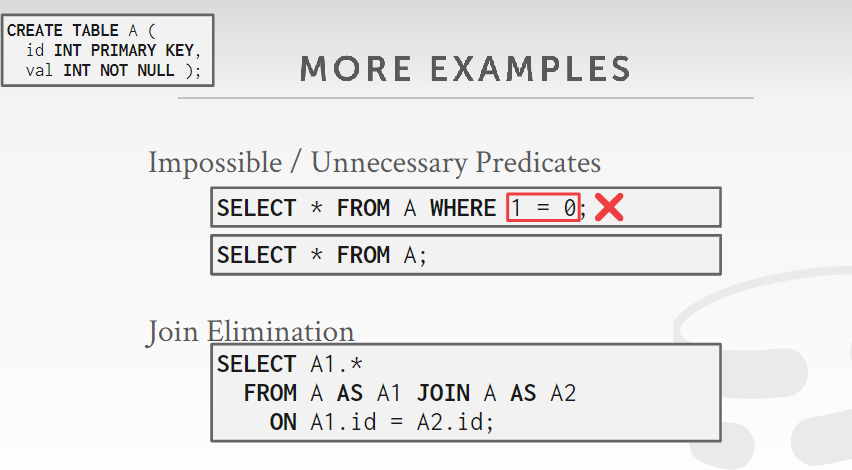 CREATE TABLE A (
id INT PRIMARY KEY,
val INT NOT NULL );
MORE EXAMPLES
Impossible / Unnecessary Predicates
SELECT * FROM A WHERE 1 = 0;
SELECT * FROM A;
Join Elimination
SELECT A1.*
FROM A AS A1 JOIN A AS A2
ON A1.id = A2.id;